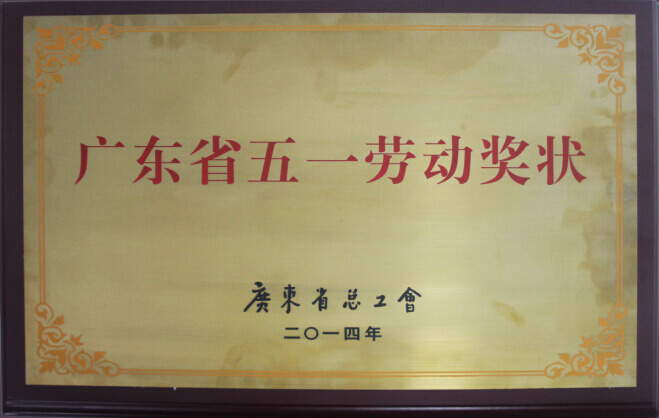 广东省五一劳动奖状
廣東省总工會
二〇一四年